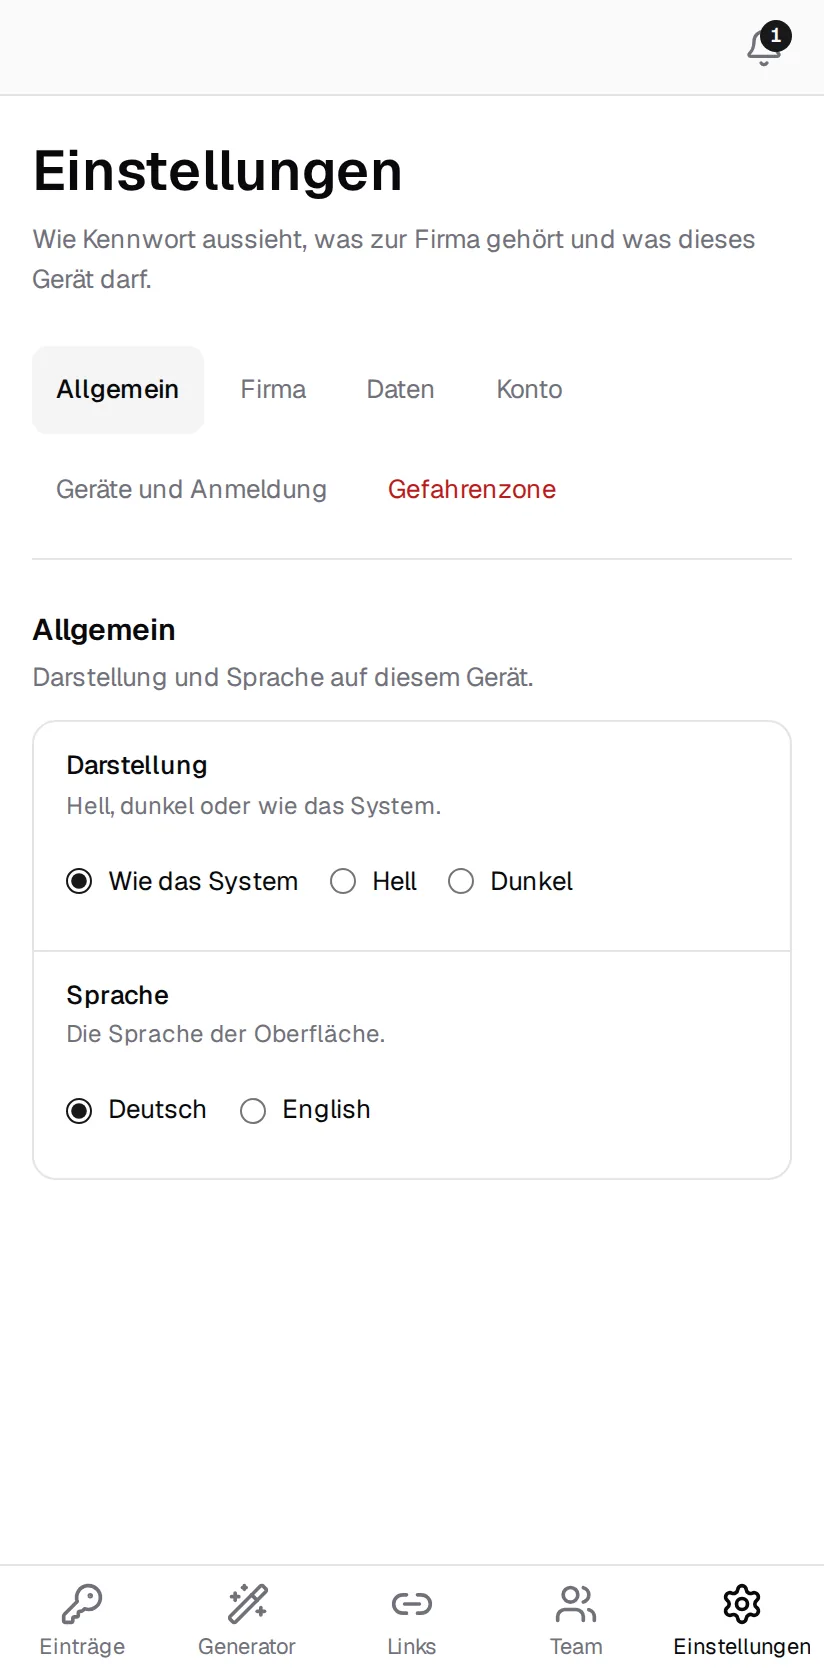 1
Einstellungen
Wie Kennwort aussieht, was zur Firma gehört und was dieses
Gerät darf.
Allgemein Firma Daten Konto
Geräte und Anmeldung Gefahrenzone
Allgemein
Darstellung und Sprache auf diesem Gerät.
Darstellung
Hell, dunkel oder wie das System.
Wie das System Hell Dunkel
Sprache
Die Sprache der Oberfläche.
Deutsch English
Einträge Generator Links Team Einstellungen